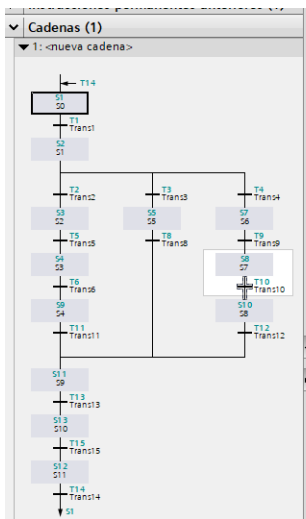 Cadenas (1)
1: <nueva cadena>
T14
S1
S0
T1
Trans1
S2
S1
T2
Trans2
T3
Trans3
T4
Trans4
S3
S2
S5
S7
S6
T5
Trans5
T8
Trans8
T9
Trans9
S4
S3
S8
S7
T6
Trans6
T10
Trans10
S9
S4
S10
S8
T11
Trans11
T12
Trans12
S11
S9
T13
Trans13
S13
S10
T15
Trans15
S12
S11
T14
Trans14
S1